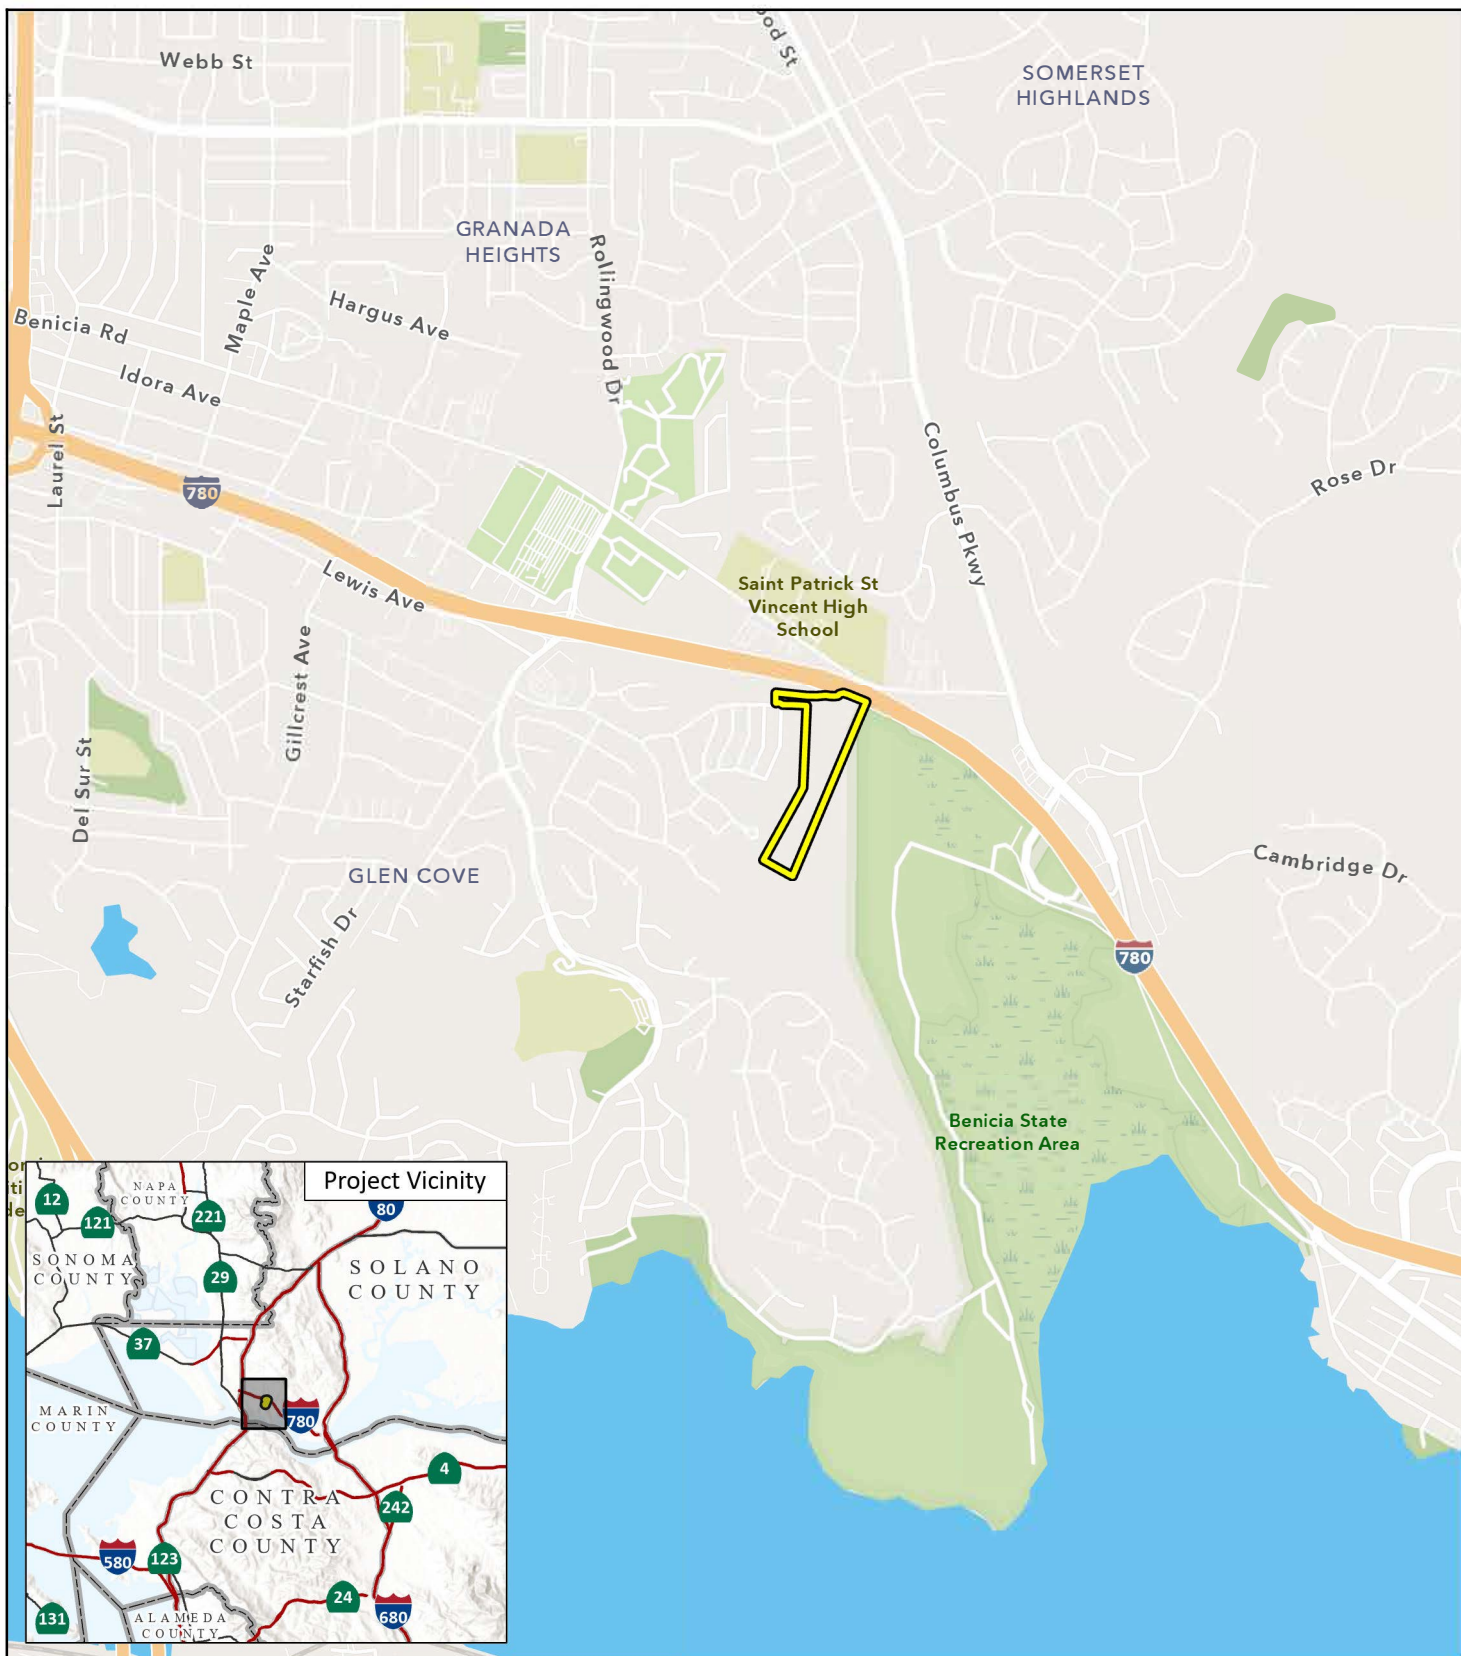 ood St
Webb St
SOMERSET
HIGHLANDS
GRANADA
HEIGHTS
Rollingwood Dr
Maple Ave
Hargus Ave
Benicia Rd
Idora Ave
Laurel St
Columbus Pkwy
Rose Dr
780
Lewis Ave
Saint Patrick St
Vincent High
School
Gillcrest Ave
Del Sur St
GLEN COVE
Cambridge Dr
Starfish Dr
780
Benicia State
Recreation Area
Project Vicinity
12
121
NAPA
COUNTY
221
80
SONOMA
COUNTY
29
SOLANO
COUNTY
37
MARIN
COUNTY
780
4
CONTRA
COSTA
COUNTY
242
580
123
24
680
131
ALAMEDA
COUNTY